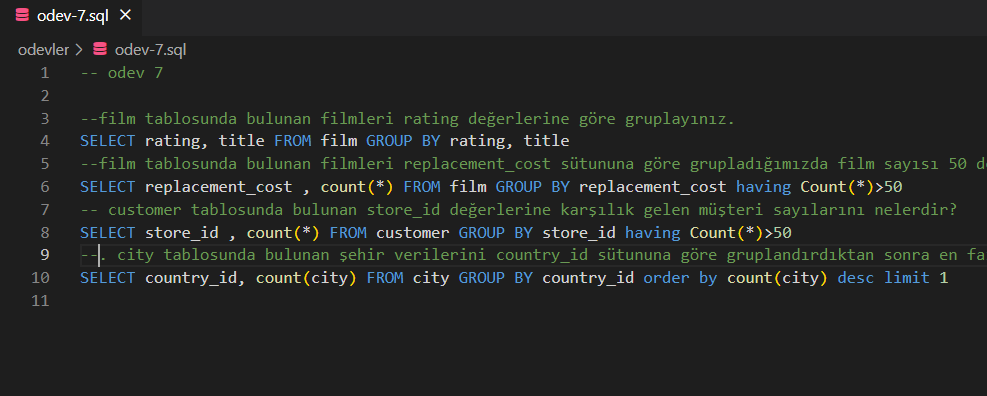 odev-7.sql ×
odevler > odev-7.sql
1 -- odev 7
2
3 --film tablosunda bulunan filmleri rating değerlerine göre gruplayınız.
4 SELECT rating, title FROM film GROUP BY rating, title
5 --film tablosunda bulunan filmleri replacement_cost sütununa göre grupladığımızda film sayısı 50 de
6 SELECT replacement_cost , count(*) FROM film GROUP BY replacement_cost having Count(*)>50
7 -- customer tablosunda bulunan store_id değerlerine karşılık gelen müşteri sayılarını nelerdir?
8 SELECT store_id , count(*) FROM customer GROUP BY store_id having Count(*)>50
9 --. city tablosunda bulunan şehir verilerini country_id sütununa göre gruplandırdıktan sonra en fa
10 SELECT country_id, count(city) FROM city GROUP BY country_id order by count(city) desc limit 1
11